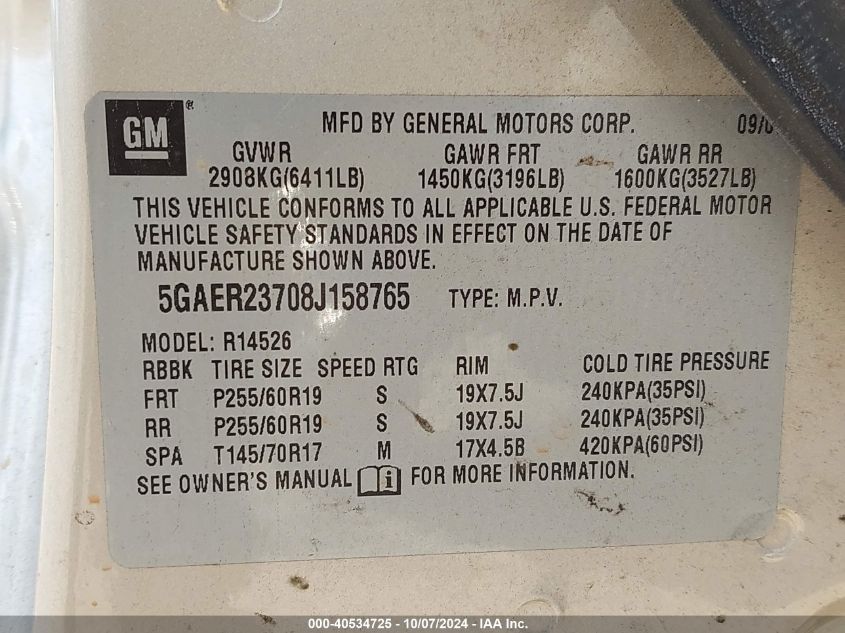 GM ® MFD BY GENERAL MOTORS CORP.
GVWR GAWR FRT GAWR RR
2908KG(6411LB) 1450KG(3196LB) 1600KG(3527LB)
THIS VEHICLE CONFORMS TO ALL APPLICABLE U.S. FEDERAL MOTOR
VEHICLE SAFETY STANDARDS IN EFFECT ON THE DATE OF
MANUFACTURE SHOWN ABOVE.
5GAER23708J158765 TYPE: M.P.V.
MODEL: R14526
RBBK TIRE SIZE SPEED RTG RIM COLD TIRE PRESSURE
FRT P255/60R19 S 19X7.5J 240KPA(35PSI)
RR P255/60R19 S 19X7.5J 240KPA(35PSI)
SPA T145/70R17 M 17X4.5B 420KPA(60PSI)
SEE OWNER'S MANUAL i FOR MORE INFORMATION.
000-40534725 - 10/07/2024 - IAA Inc.